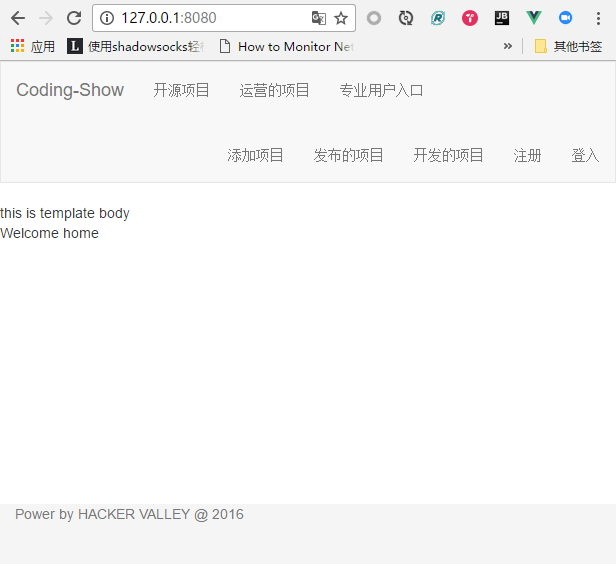 127.0.0.1:8080
应用 使用shadowsocks轻 How to Monitor Net » 其他书签
Coding-Show 开源项目 运营的项目 专业用户入口
添加项目 发布的项目 开发的项目 注册 登入
this is template body
Welcome home
Power by HACKER VALLEY @ 2016